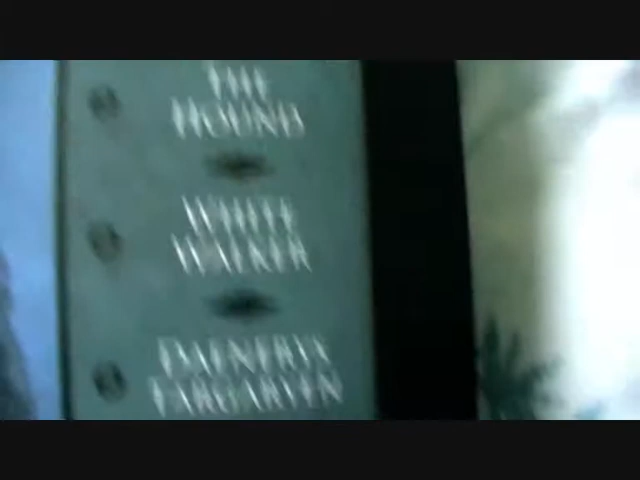 THE
HOUND
WHITE
WALKER
DAENERYS
TARGARYEN